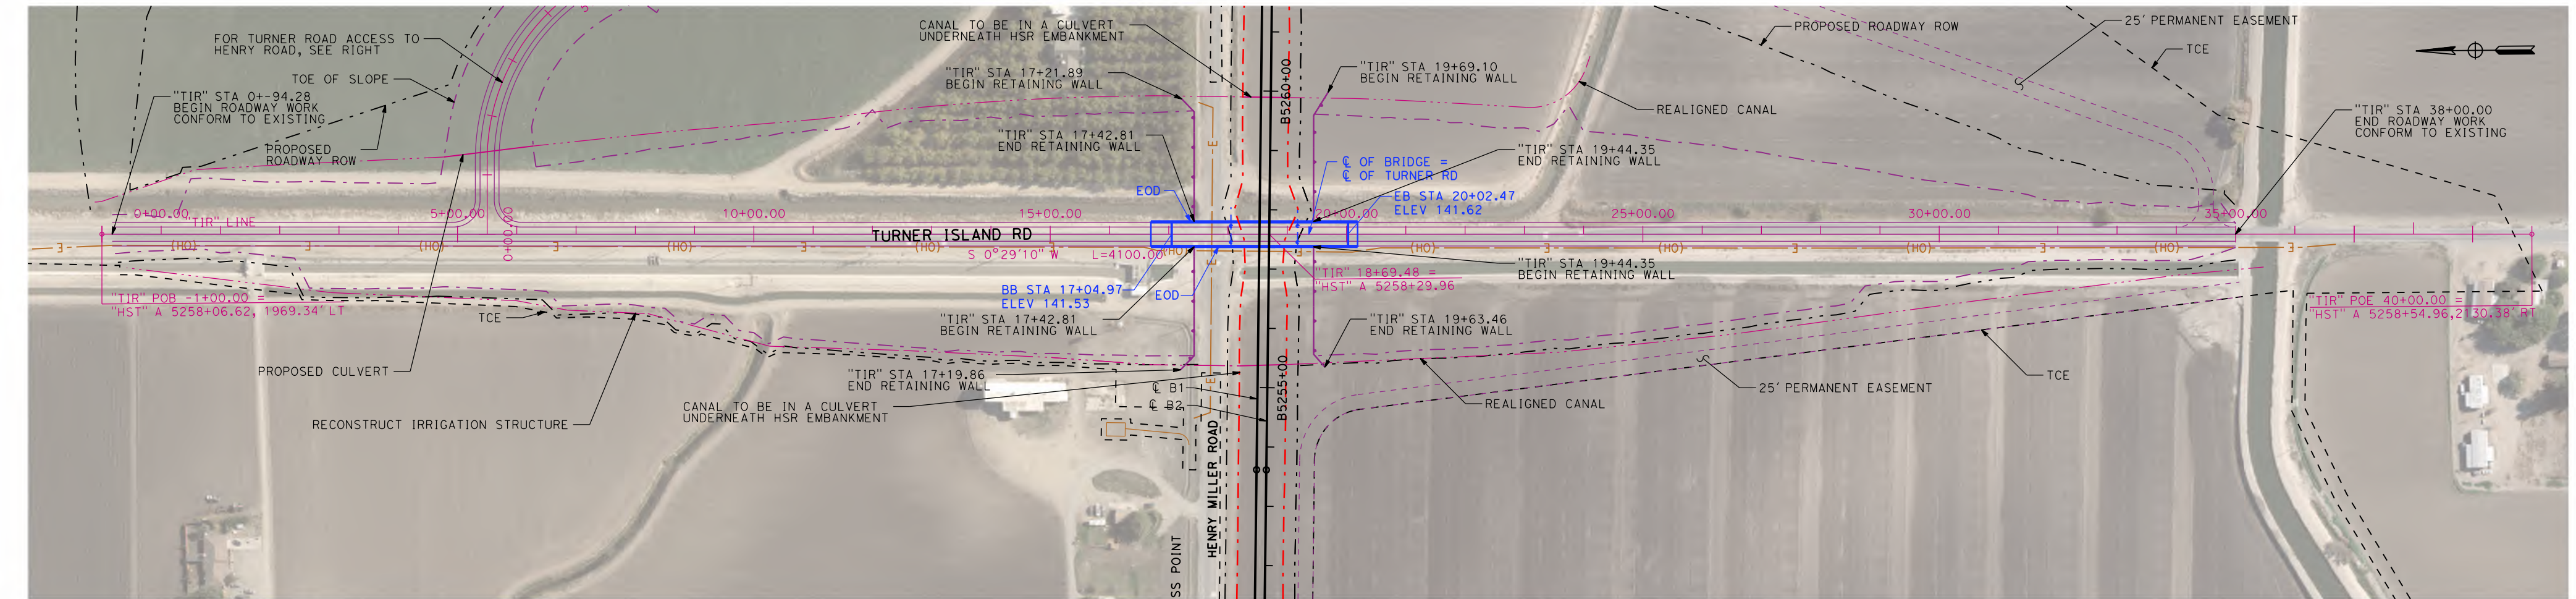 CANAL TO BE IN A CULVERT
UNDERNEATH HSR EMBANKMENT
25' PERMANENT EASEMENT
PROPOSED ROADWAY ROW
TCE
FOR TURNER ROAD ACCESS TO
HENRY ROAD, SEE RIGHT
TOE OF SLOPE
"TIR" STA 17+21.89
BEGIN RETAINING WALL
B5260+00
"TIR" STA 19+69.10
BEGIN RETAINING WALL
"TIR" STA 0+-94.28
BEGIN ROADWAY WORK
CONFORM TO EXISTING
REALIGNED CANAL
"TIR" STA 38+00.00
END ROADWAY WORK
CONFORM TO EXISTING
PROPOSED
ROADWAY ROW
"TIR" STA 17+42.81
END RETAINING WALL
E
"TIR" STA 19+44.35
END RETAINING WALL
℄ OF BRIDGE =
℄ OF TURNER RD
EOD
EB STA 20+02.47
ELEV 141.62
0+00.00
"TIR" LINE
5+00.00
0+00.00
10+00.00
15+00.00
20+00.00
25+00.00
30+00.00
35+00.00
TURNER ISLAND RD
E
(OH)
E
(OH)
E
(OH)
E
(OH)
(OH)
E
E
(OH)
E
(OH)
E
(OH)
E
(OH)
E
S 0°29'10" W
L=4100.00
"TIR" STA 19+44.35
BEGIN RETAINING WALL
"TIR" 18+69.48 =
"HST" A 5258+29.96
BB STA 17+04.97
ELEV 141.53
EOD
"TIR" POB -1+00.00 =
"HST" A 5258+06.62, 1969.34' LT
"TIR" POE 40+00.00 =
"HST" A 5258+54.96,2130.38' RT
TCE
"TIR" STA 17+42.81
BEGIN RETAINING WALL
"TIR" STA 19+63.46
END RETAINING WALL
PROPOSED CULVERT
"TIR" STA 17+19.86
END RETAINING WALL
E
℄ B1
℄ B2
B5255+00
TCE
25' PERMANENT EASEMENT
REALIGNED CANAL
CANAL TO BE IN A CULVERT
UNDERNEATH HSR EMBANKMENT
RECONSTRUCT IRRIGATION STRUCTURE
HENRY MILLER ROAD
SS POINT